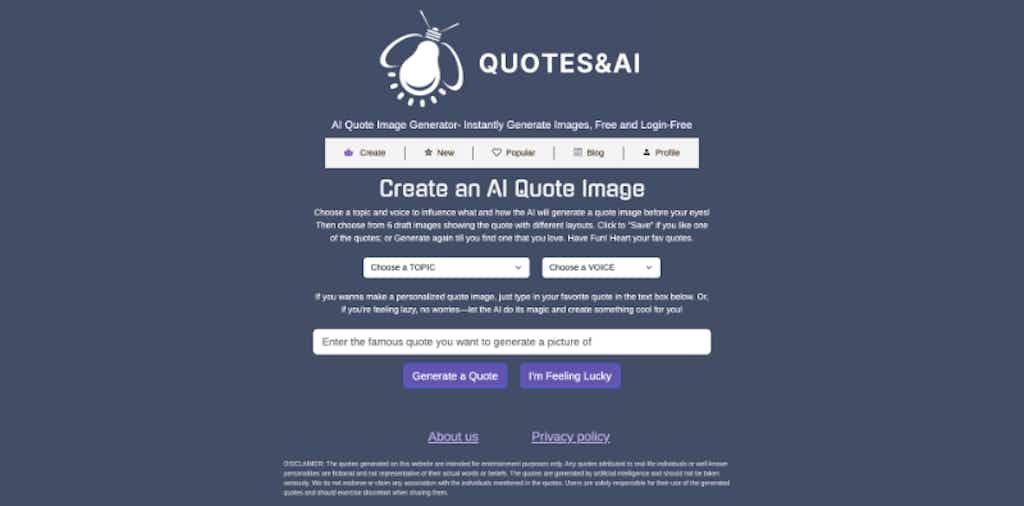 QUOTES&AI
AI Quote Image Generator- Instantly Generate Images, Free and Login-Free
Create New Popular Blog Profile
Create an AI Quote Image
Choose a topic and voice to influence what and how the AI will generate a quote image before your eyes!
Then choose from 6 draft images showing the quote with different layouts. Click to "Save" if you like one
of the quotes; or Generate again till you find one that you love. Have Fun! Heart your fav quotes.
Choose a TOPIC Choose a VOICE
If you wanna make a personalized quote image, just type in your favorite quote in the text box below. Or,
if you're feeling lazy, no worries—let the AI do its magic and create something cool for you!
Enter the famous quote you want to generate a picture of
Generate a Quote I'm Feeling Lucky
About us Privacy policy
DISCLAIMER: The quotes generated on this website are intended for entertainment purposes only. Any quotes attributed to real-life individuals or well-known
personalities are fictional and not representative of their actual words or beliefs. The quotes are generated by artificial intelligence and should not be taken
seriously. We do not endorse or claim any association with the individuals mentioned in the quotes. Users are solely responsible for their use of the generated
quotes and should exercise discretion when sharing them.